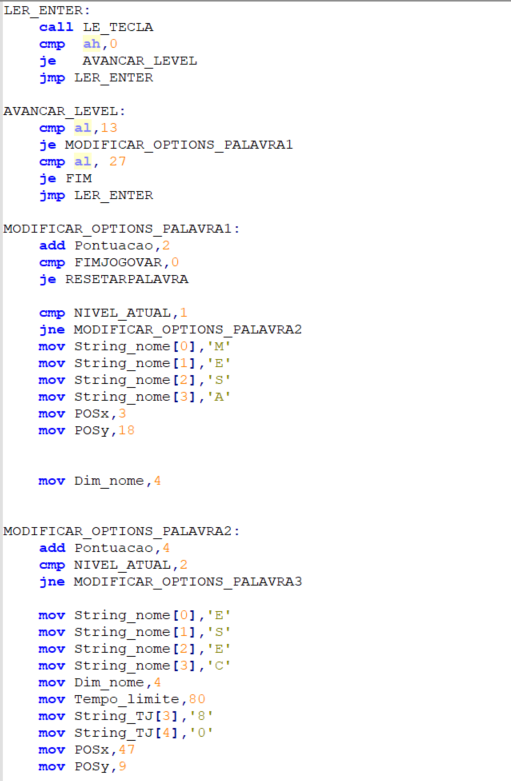 LER_ENTER:
call LE_TECLA
cmp ah,0
je AVANCAR_LEVEL
jmp LER_ENTER
AVANCAR_LEVEL:
cmp al,13
je MODIFICAR_OPTIONS_PALAVRA1
cmp al, 27
je FIM
jmp LER_ENTER
MODIFICAR_OPTIONS_PALAVRA1:
add Pontuacao,2
cmp FIMJOGOVAR,0
je RESETARPALAVRA
cmp NIVEL_ATUAL,1
jne MODIFICAR_OPTIONS_PALAVRA2
mov String_nome[0],'M'
mov String_nome[1],'E'
mov String_nome[2],'S'
mov String_nome[3],'A'
mov POSx,3
mov POSy,18
mov Dim_nome,4
MODIFICAR_OPTIONS_PALAVRA2:
add Pontuacao,4
cmp NIVEL_ATUAL,2
jne MODIFICAR_OPTIONS_PALAVRA3
mov String_nome[0],'E'
mov String_nome[1],'S'
mov String_nome[2],'E'
mov String_nome[3],'C'
mov Dim_nome,4
mov Tempo_limite,80
mov String_TJ[3],'8'
mov String_TJ[4],'0'
mov POSx,47
mov POSy,9